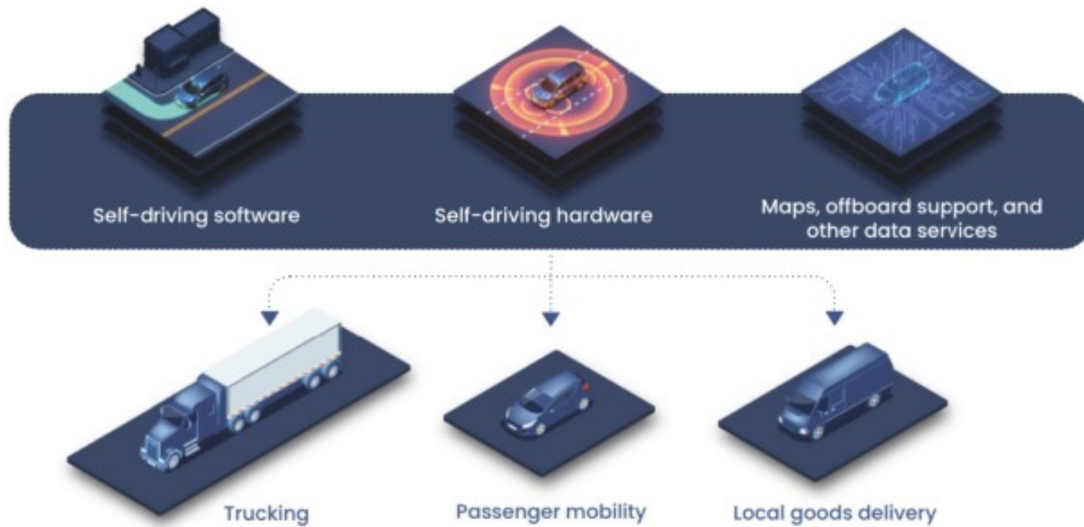 Self-driving software
Self-driving hardware
Maps, offboard support, and
other data services
Trucking
Passenger mobility
Local goods delivery